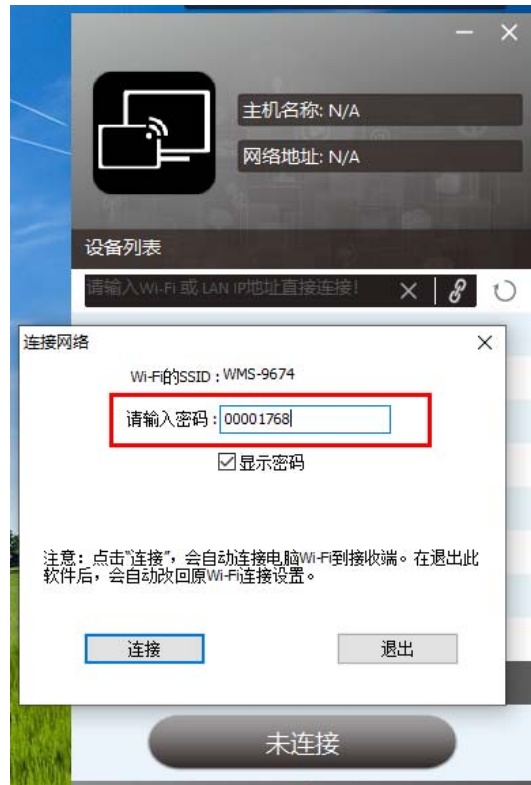 主机名称: N/A
网络地址: N/A
设备列表
请输入Wi-Fi 或 LAN IP地址直接连接!
连接网络
Wi-Fi的SSID : WMS-9674
请输入密码 : 00001768
显示密码
注意：点击“连接”，会自动连接电脑Wi-Fi到接收端。在退出此
软件后，会自动改回原Wi-Fi连接设置。
连接
退出
未连接